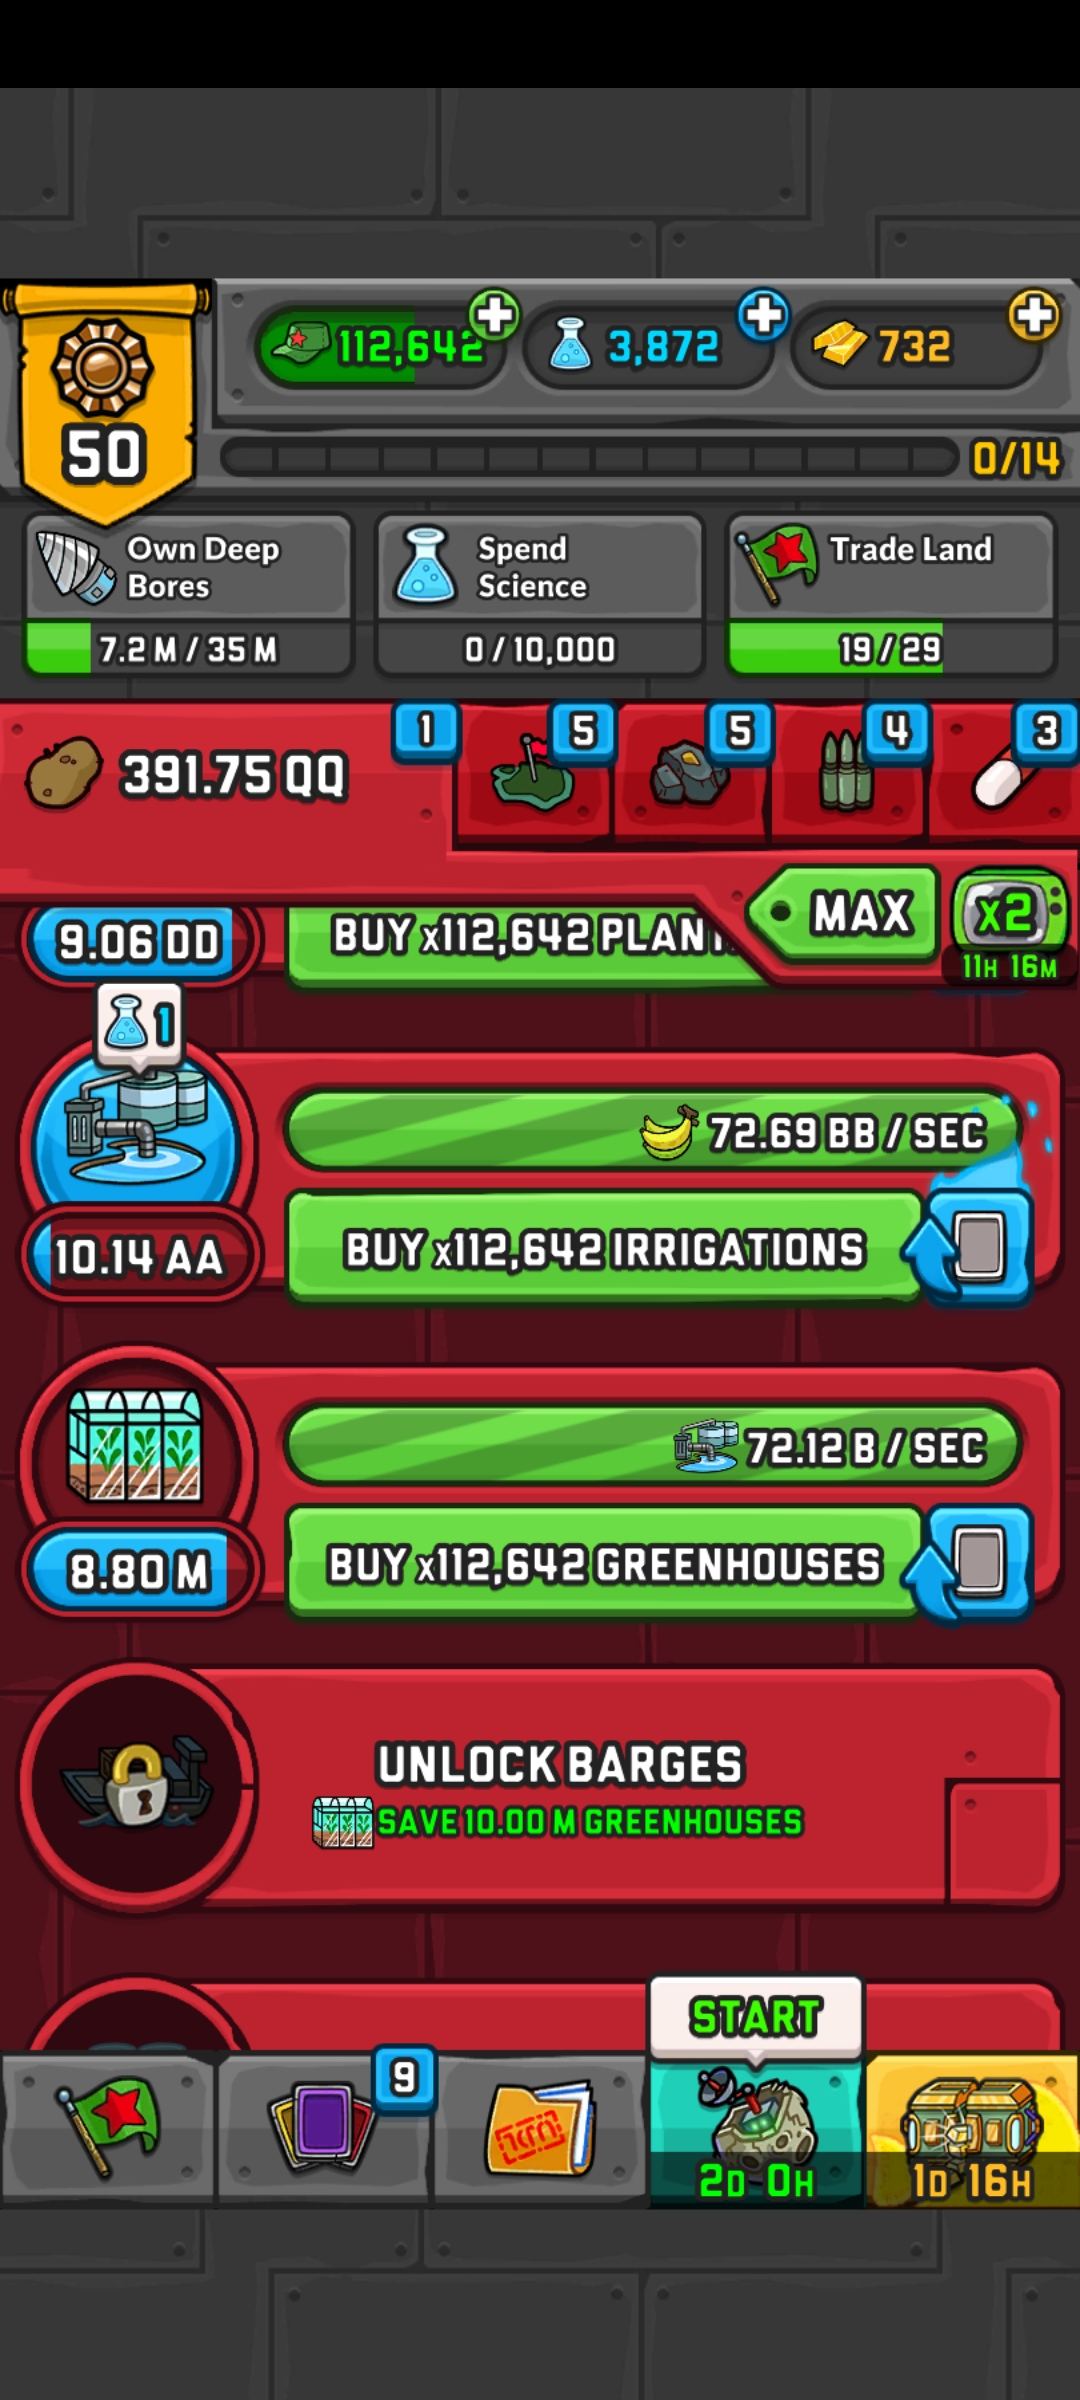 112,642
3,872
732
50
0/14
Own Deep
Bores
7.2 M / 35 M
Spend
Science
0 / 10,000
Trade Land
19 / 29
391.75 QQ
1
5
5
4
3
MAX
x2
11H 16M
9.06 DD
BUY x112,642
1
72.69 BB / SEC
10.14 AA
BUY x112,642 IRRIGATIONS
72.12 B / SEC
8.80 M
BUY x112,642 GREENHOUSES
UNLOCK BARGES
SAVE 10.00 M GREENHOUSES
START
9
2D 0H
1D 16H